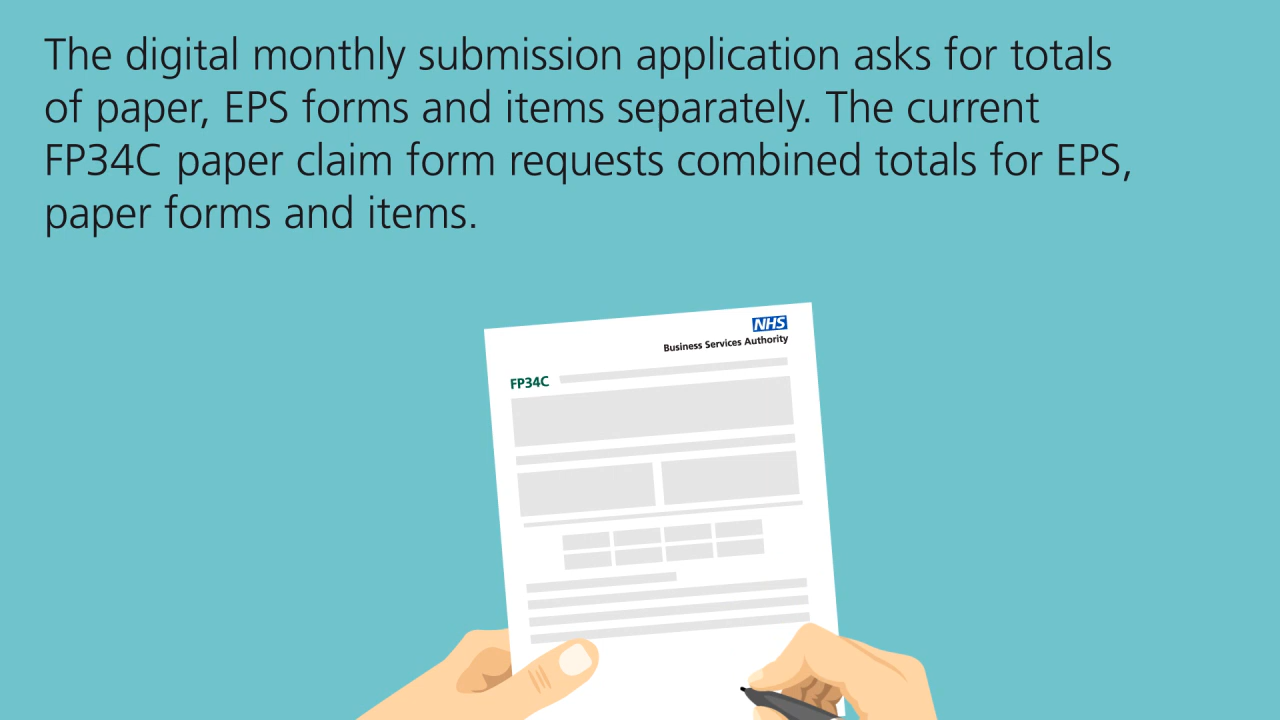 The digital monthly submission application asks for totals
of paper, EPS forms and items separately. The current
FP34C paper claim form requests combined totals for EPS,
paper forms and items.
NHS
Business Services Authority
FP34C